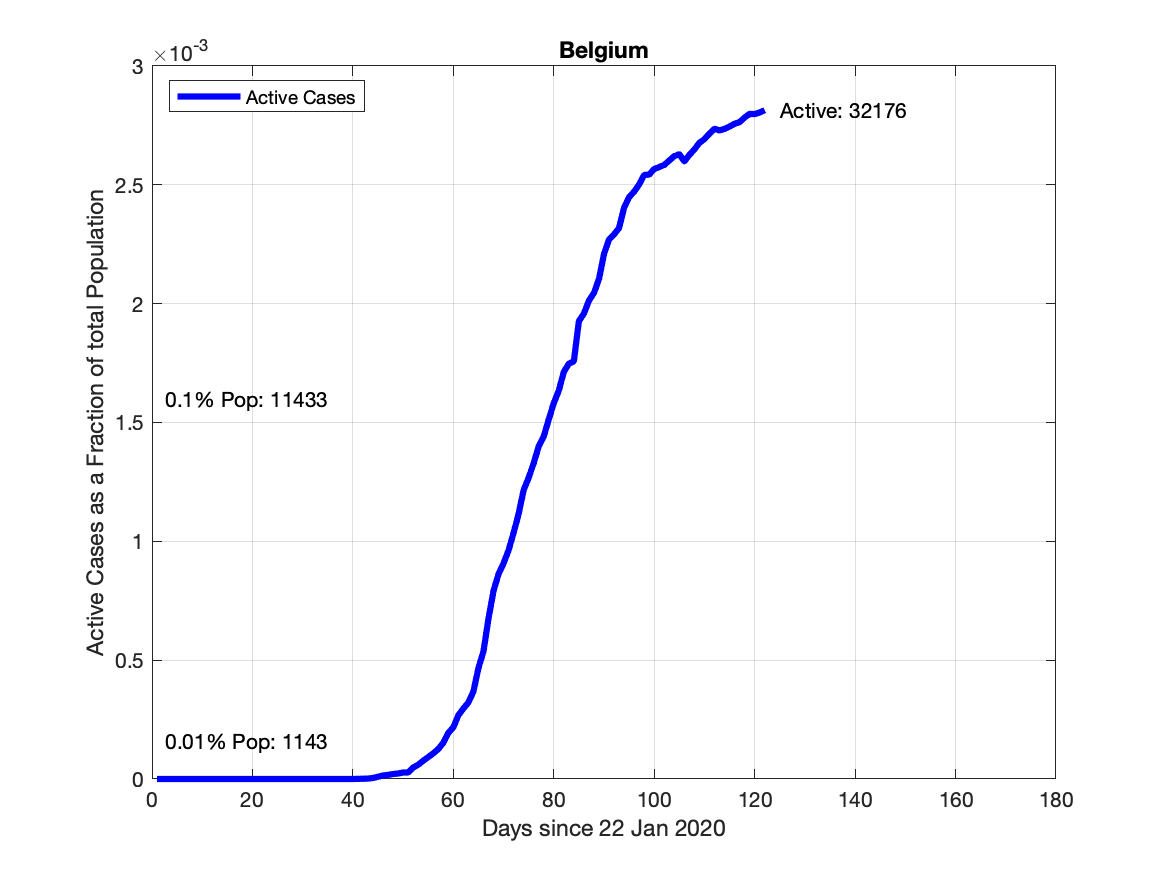 Belgium
×10-3
Active Cases
Active: 32176
3
2.5
2
1.5
1
0.5
0
0.1% Pop: 11433
0.01% Pop: 1143
Active Cases as a Fraction of total Population
0 20 40 60 80 100 120 140 160 180
Days since 22 Jan 2020